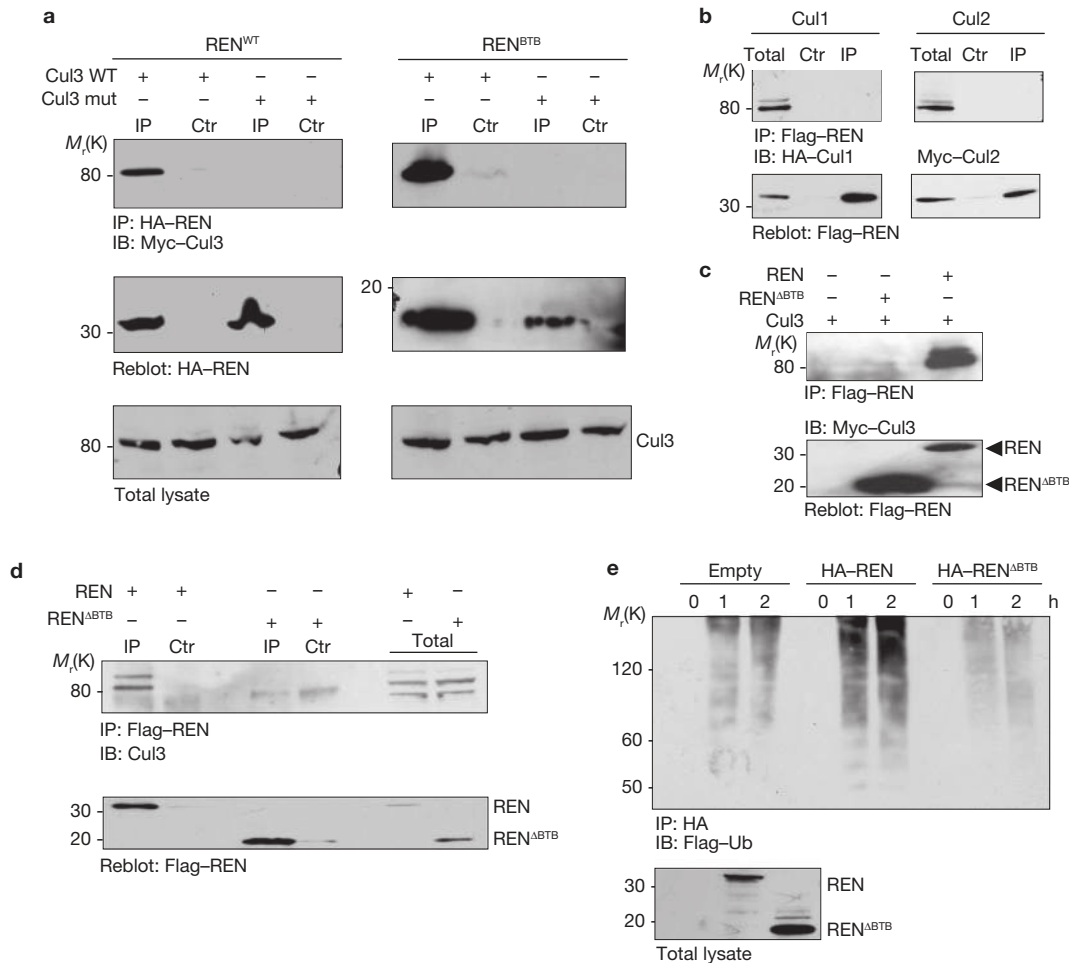 a
REN^WT REN^BTB
Cul3 WT + + – – + + – –
Cul3 mut – – + + – – + +
IP Ctr IP Ctr IP Ctr IP Ctr
Mr(K)
80 80
IP: HA–REN
IB: Myc–Cul3
30 20
Reblot: HA–REN
80 Cul3
Total lysate
b
Cul1 Cul2
Total Ctr IP Total Ctr IP
Mr(K)
80
IP: Flag–REN
IB: HA–Cul1 Myc–Cul2
30
Reblot: Flag–REN
c
REN – – +
REN^ΔBTB – + –
Cul3 + + +
Mr(K)
80
IP: Flag–REN
IB: Myc–Cul3
30 REN
20 REN^ΔBTB
Reblot: Flag–REN
d
REN + + – – + –
REN^ΔBTB – – + + – +
IP Ctr IP Ctr Total
Mr(K)
80
IP: Flag–REN
IB: Cul3
30 REN
20 REN^ΔBTB
Reblot: Flag–REN
e
Empty HA–REN HA–REN^ΔBTB
0 1 2 0 1 2 0 1 2 h
Mr(K)
120
60
50
IP: HA
IB: Flag–Ub
30 REN
20 REN^ΔBTB
Total lysate